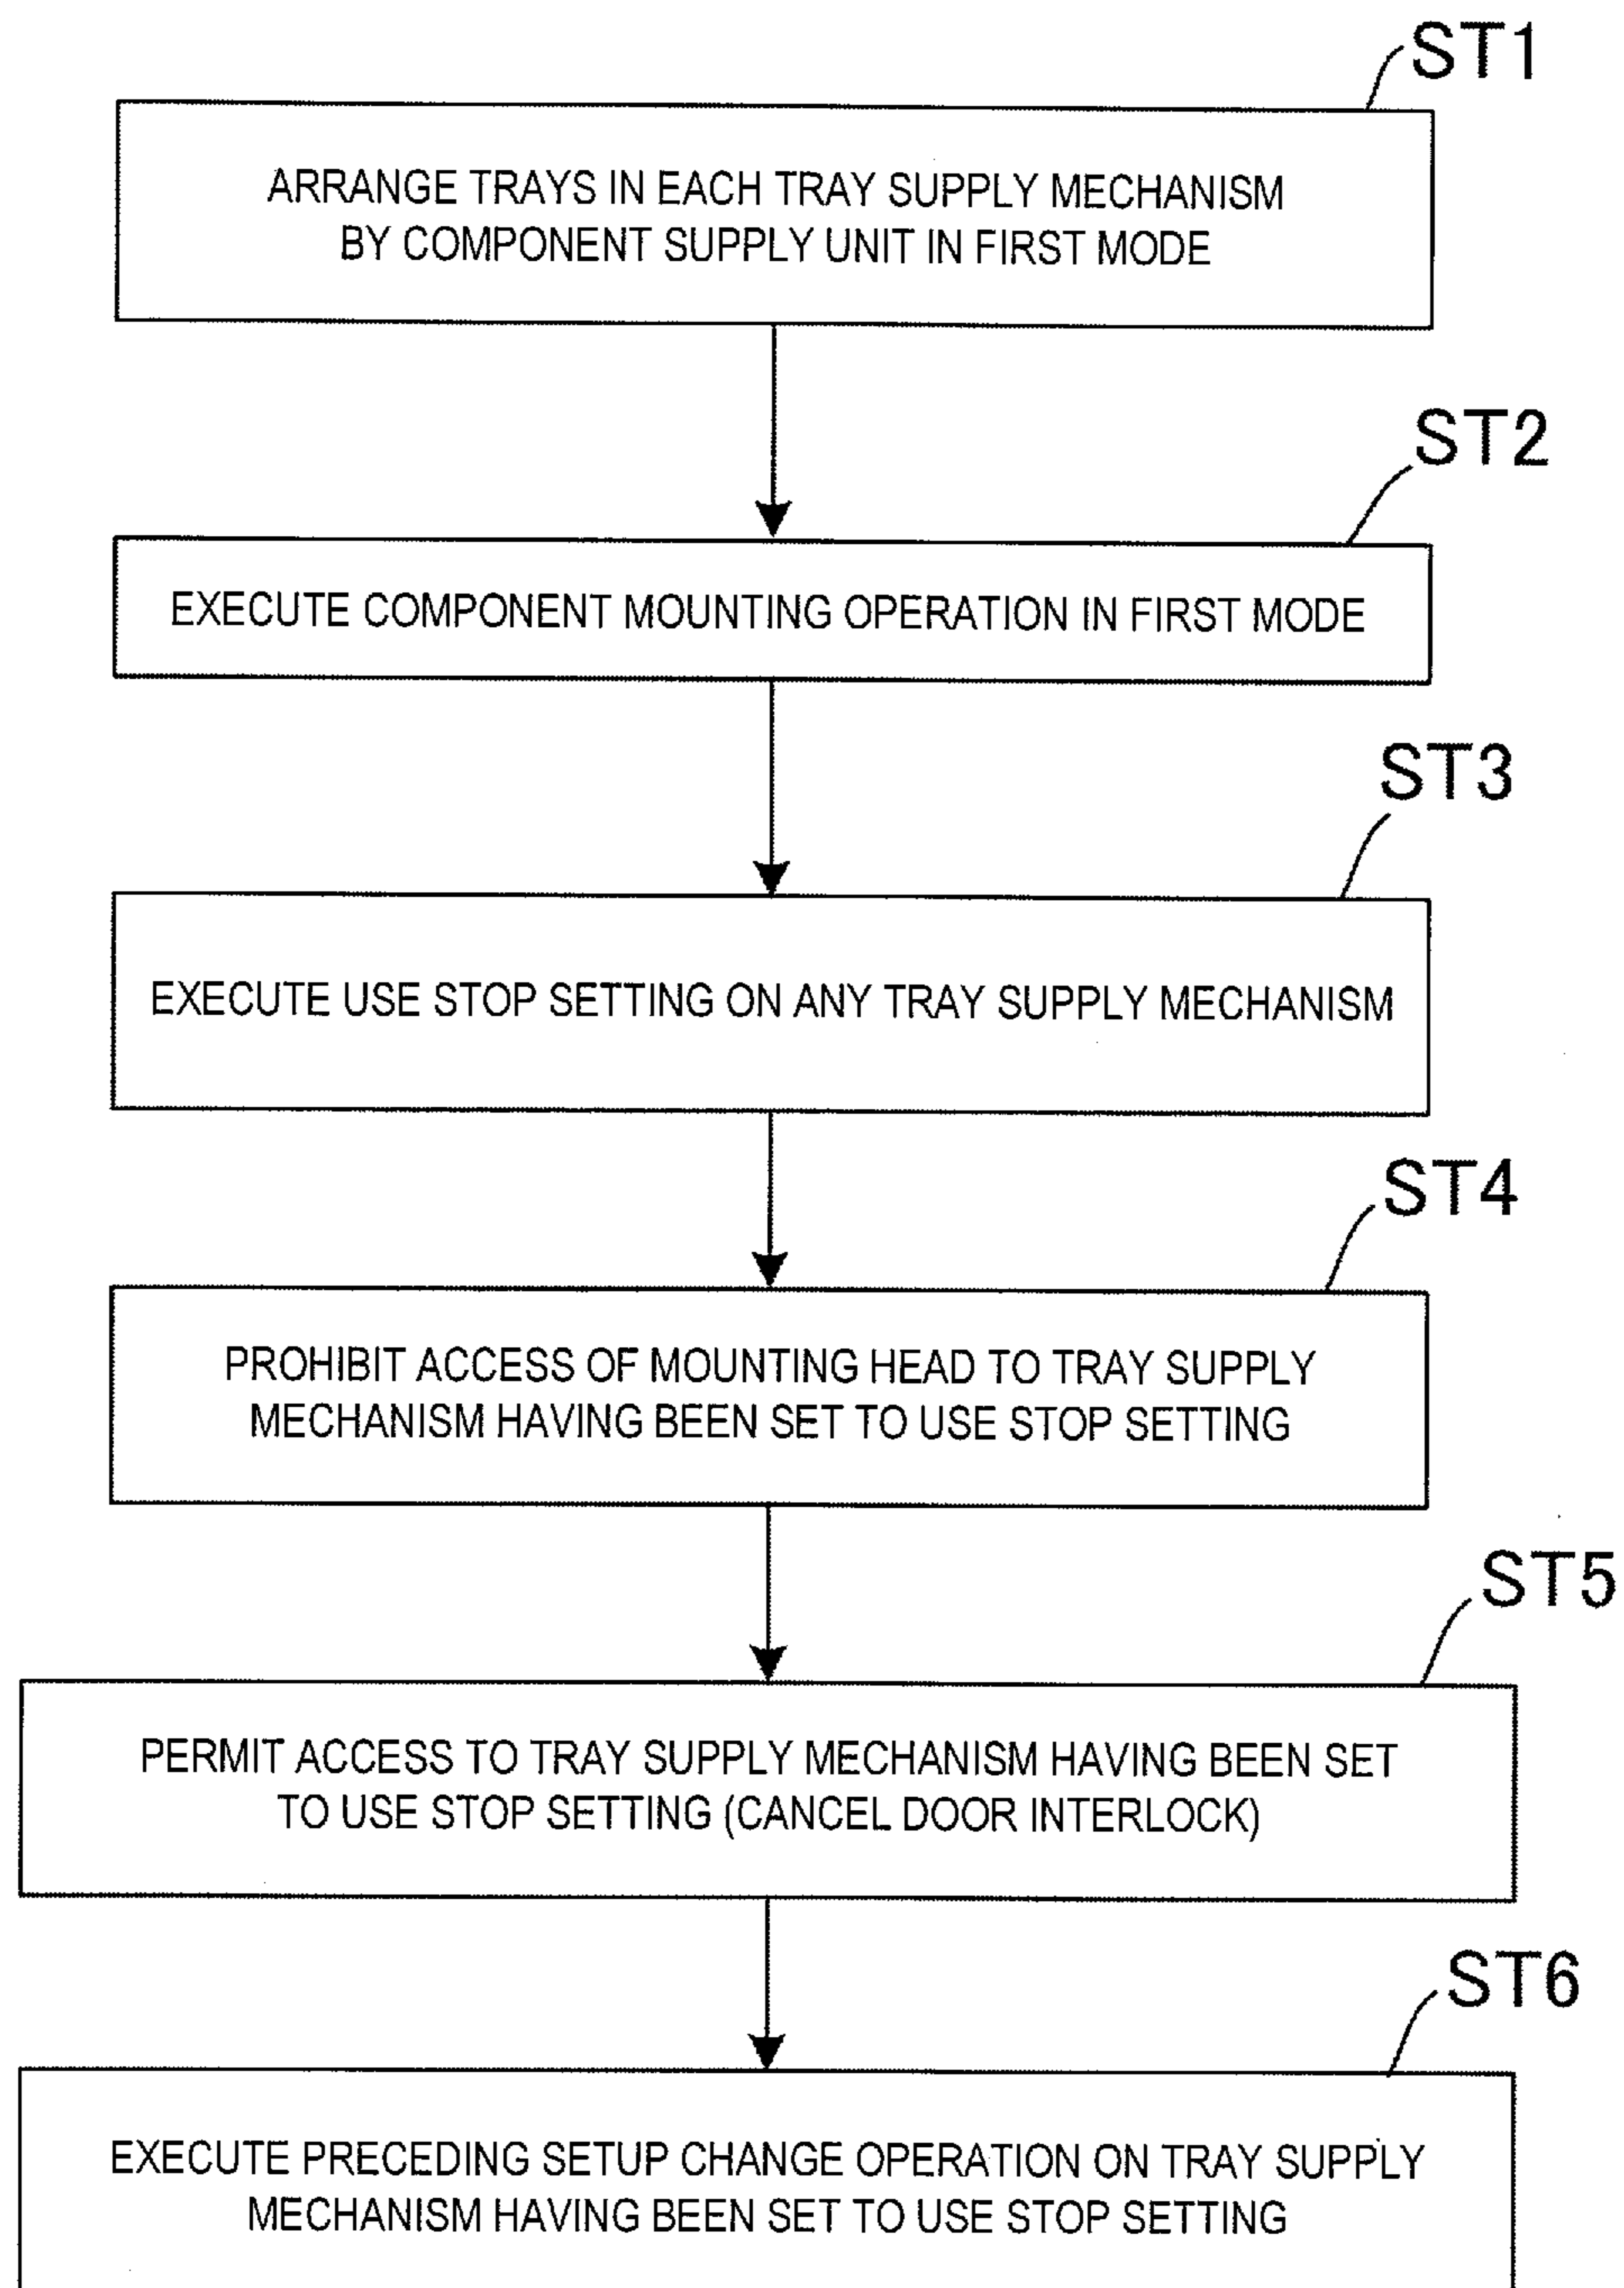 ST1
ARRANGE TRAYS IN EACH TRAY SUPPLY MECHANISM
BY COMPONENT SUPPLY UNIT IN FIRST MODE
ST2
EXECUTE COMPONENT MOUNTING OPERATION IN FIRST MODE
ST3
EXECUTE USE STOP SETTING ON ANY TRAY SUPPLY MECHANISM
ST4
PROHIBIT ACCESS OF MOUNTING HEAD TO TRAY SUPPLY
MECHANISM HAVING BEEN SET TO USE STOP SETTING
ST5
PERMIT ACCESS TO TRAY SUPPLY MECHANISM HAVING BEEN SET
TO USE STOP SETTING (CANCEL DOOR INTERLOCK)
ST6
EXECUTE PRECEDING SETUP CHANGE OPERATION ON TRAY SUPPLY
MECHANISM HAVING BEEN SET TO USE STOP SETTING